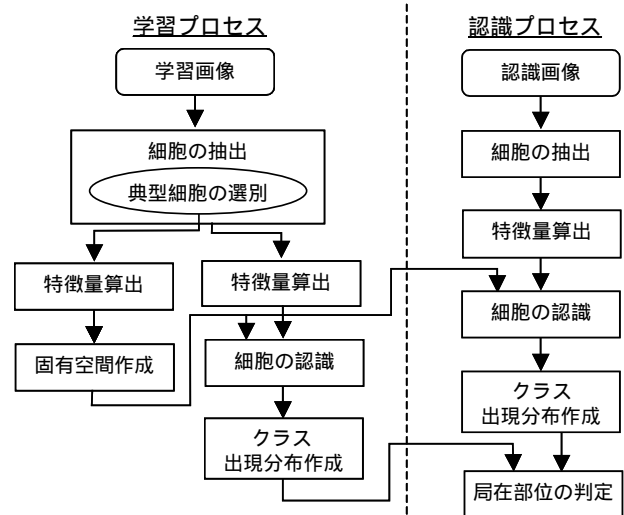 学習プロセス
学習画像
細胞の抽出
典型細胞の選別
特徴量算出
固有空間作成
特徴量算出
細胞の認識
クラス
出現分布作成
認識プロセス
認識画像
細胞の抽出
特徴量算出
細胞の認識
クラス
出現分布作成
局在部位の判定